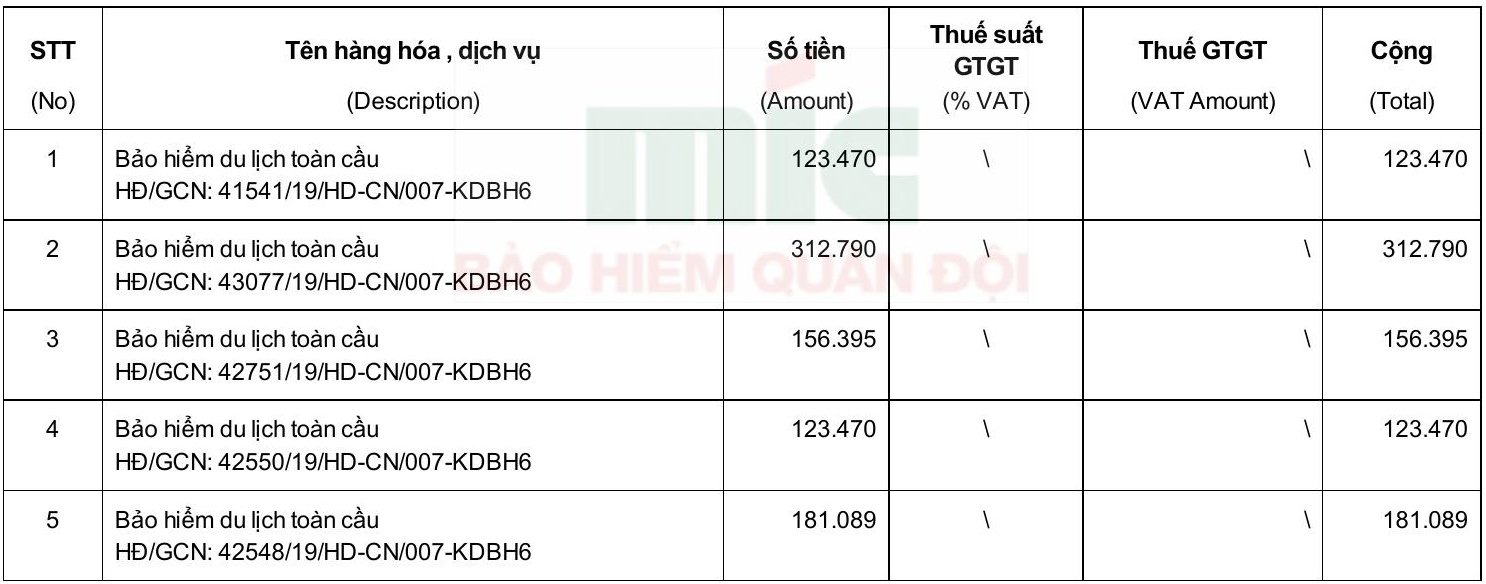 STT Tên hàng hóa , dịch vụ Số tiền Thuế suất GTGT Thuế GTGT Cộng
(No) (Description) (Amount) (% VAT) (VAT Amount) (Total)
mic
BẢO HIỂM QUÂN ĐỘI
1 Bảo hiểm du lịch toàn cầu 123.470 \ \ 123.470
HĐ/GCN: 41541/19/HD-CN/007-KDBH6
2 Bảo hiểm du lịch toàn cầu 312.790 \ \ 312.790
HĐ/GCN: 43077/19/HD-CN/007-KDBH6
3 Bảo hiểm du lịch toàn cầu 156.395 \ \ 156.395
HĐ/GCN: 42751/19/HD-CN/007-KDBH6
4 Bảo hiểm du lịch toàn cầu 123.470 \ \ 123.470
HĐ/GCN: 42550/19/HD-CN/007-KDBH6
5 Bảo hiểm du lịch toàn cầu 181.089 \ \ 181.089
HĐ/GCN: 42548/19/HD-CN/007-KDBH6